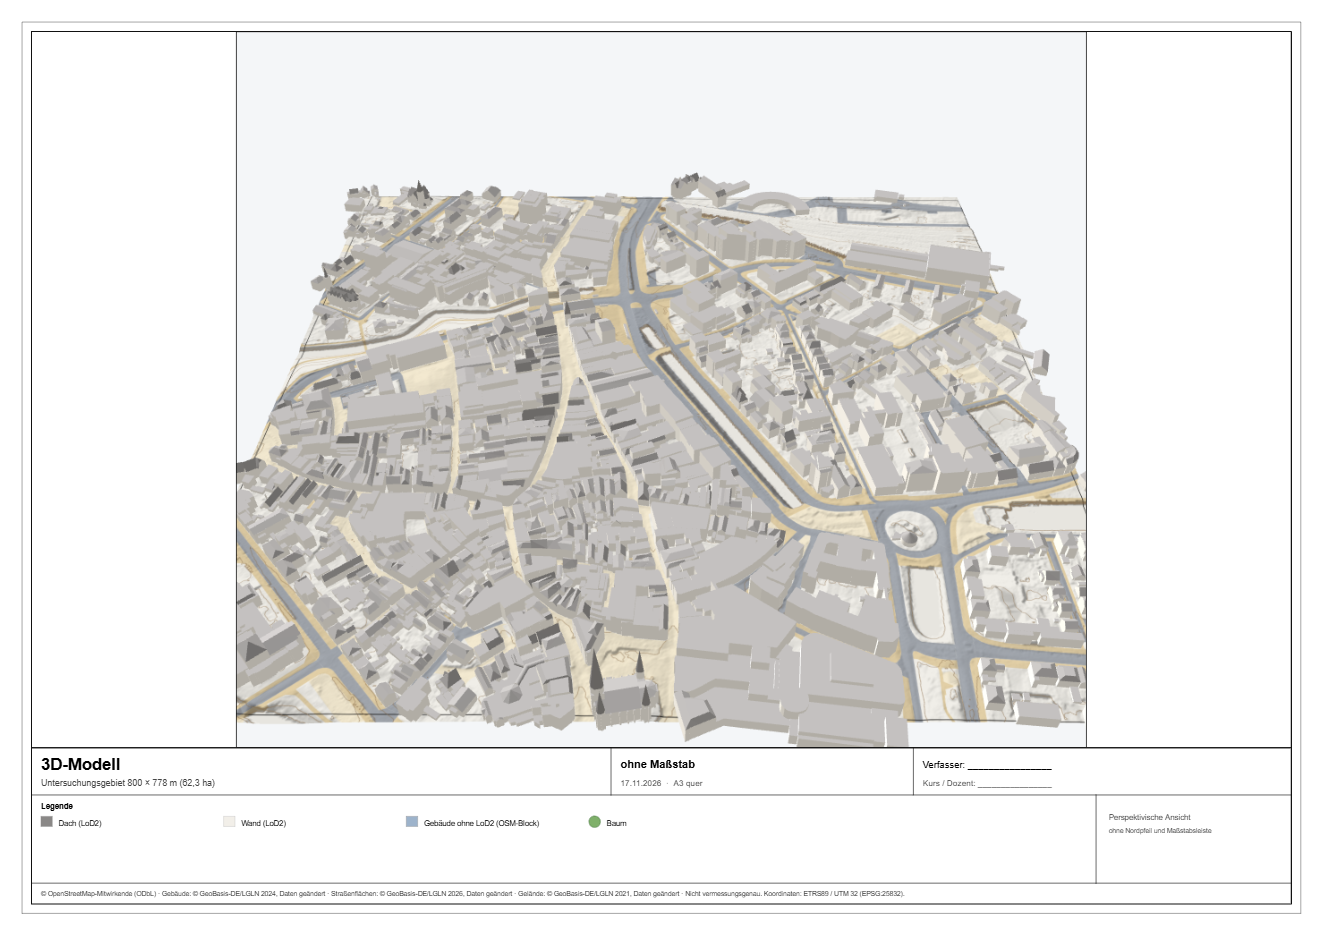 3D-Modell
Untersuchungsgebiet 800 × 778 m (62,3 ha)
ohne Maßstab
17.11.2026 · A3 quer
Verfasser: ________________
Kurs / Dozent: ________________
Legende
Dach (LoD2)
Wand (LoD2)
Gebäude ohne LoD2 (OSM-Block)
Baum
Perspektivische Ansicht
ohne Nordpfeil und Maßstabsleiste
© OpenStreetMap-Mitwirkende (ODbL) · Gebäude: © GeoBasis-DE/LGLN 2024, Daten geändert · Straßenflächen: © GeoBasis-DE/LGLN 2026, Daten geändert · Gelände: © GeoBasis-DE/LGLN 2021, Daten geändert · Nicht vermessungsgenau. Koordinaten: ETRS89 / UTM 32 (EPSG:25832).